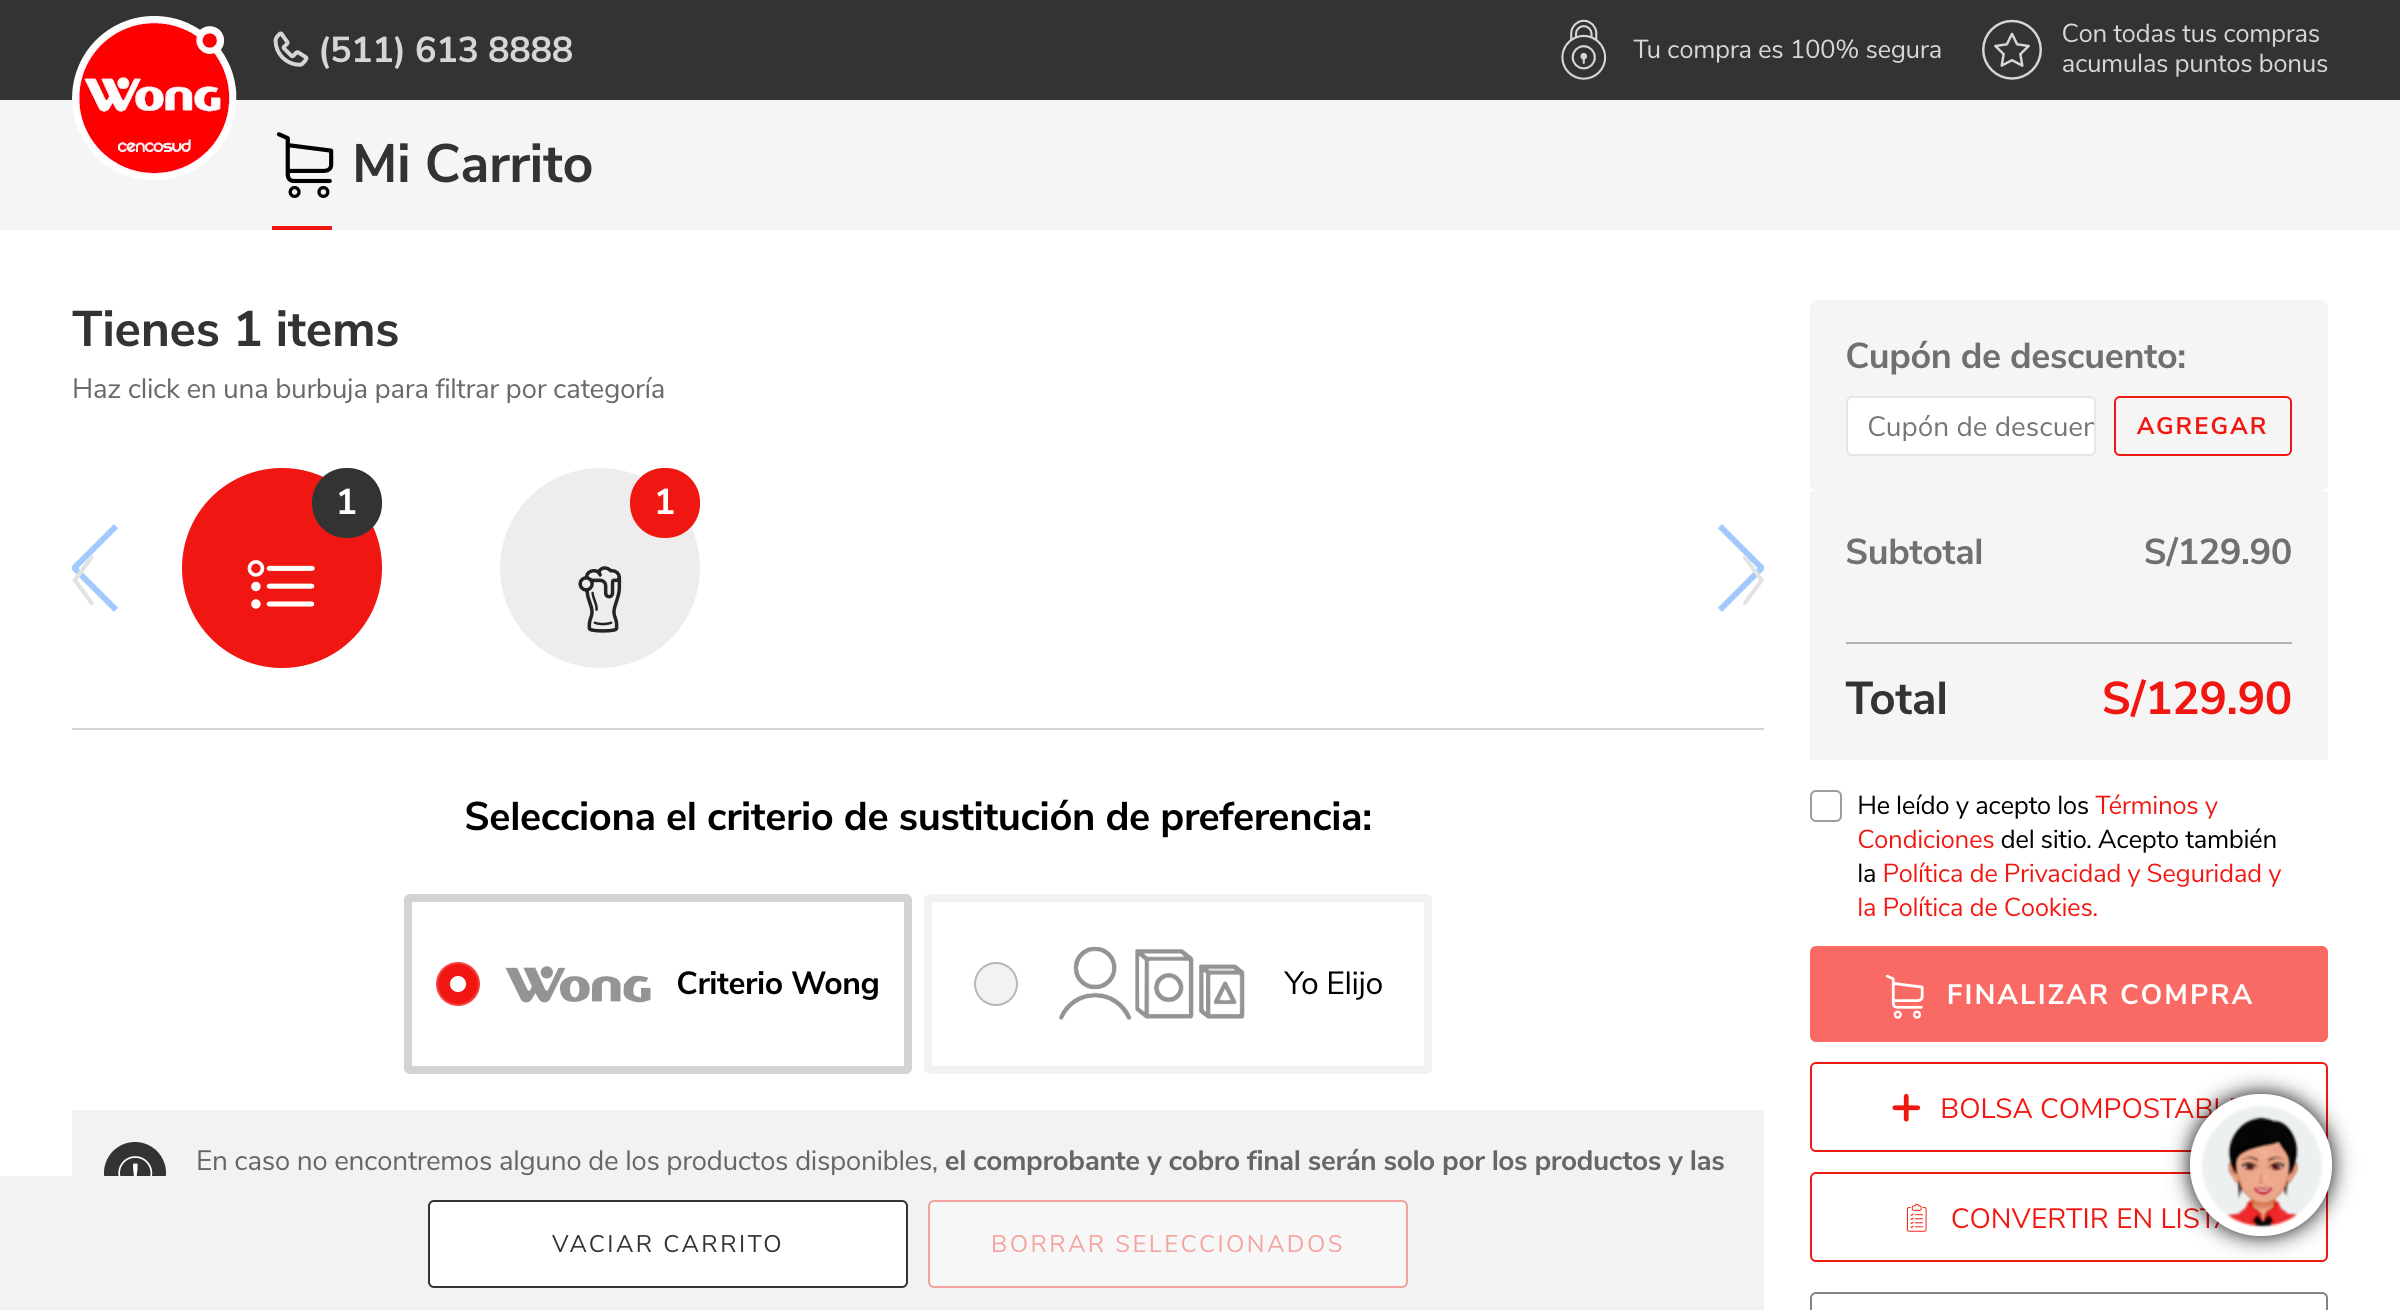 Wong
cencosud
(511) 613 8888
Tu compra es 100% segura
Con todas tus compras
acumulas puntos bonus
Mi Carrito
Tienes 1 items
Haz click en una burbuja para filtrar por categoría
1
1
Selecciona el criterio de sustitución de preferencia:
Wong
Criterio Wong
Yo Elijo
En caso no encontremos alguno de los productos disponibles, el comprobante y cobro final serán solo por los productos y las
VACIAR CARRITO
BORRAR SELECCIONADOS
Cupón de descuento:
Cupón de descuen
AGREGAR
Subtotal
S/129.90
Total
S/129.90
He leído y acepto los Términos y
Condiciones del sitio. Acepto también
la Política de Privacidad y Seguridad y
la Política de Cookies.
FINALIZAR COMPRA
BOLSA COMPOSTABL
CONVERTIR EN LISTA